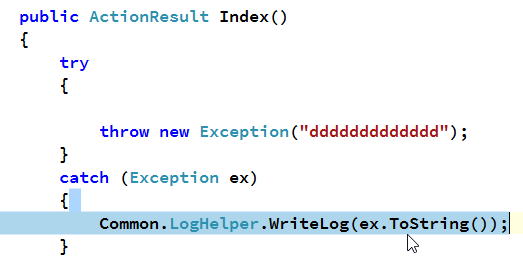 public ActionResult Index()
{
try
{
throw new Exception("ddddddddddddd");
}
catch (Exception ex)
{
Common.LogHelper.WriteLog(ex.ToString());
}